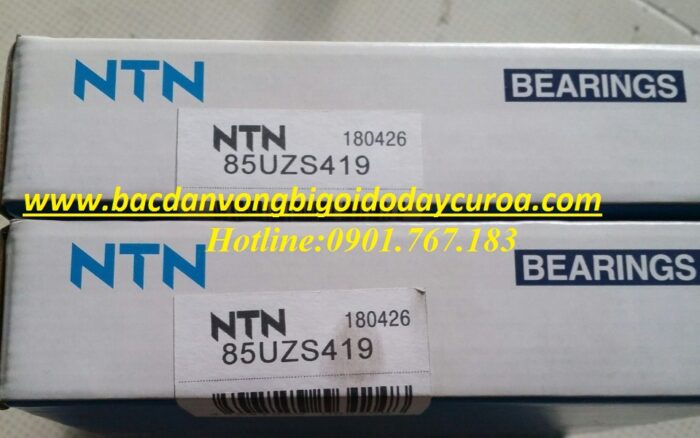 NTN
BEARINGS
NTN 180426
85UZS419
www.bacdanvongbigoidodaycuroa.com
Hotline:0901.767.183
NTN
BEARINGS
NTN 180426
85UZS419